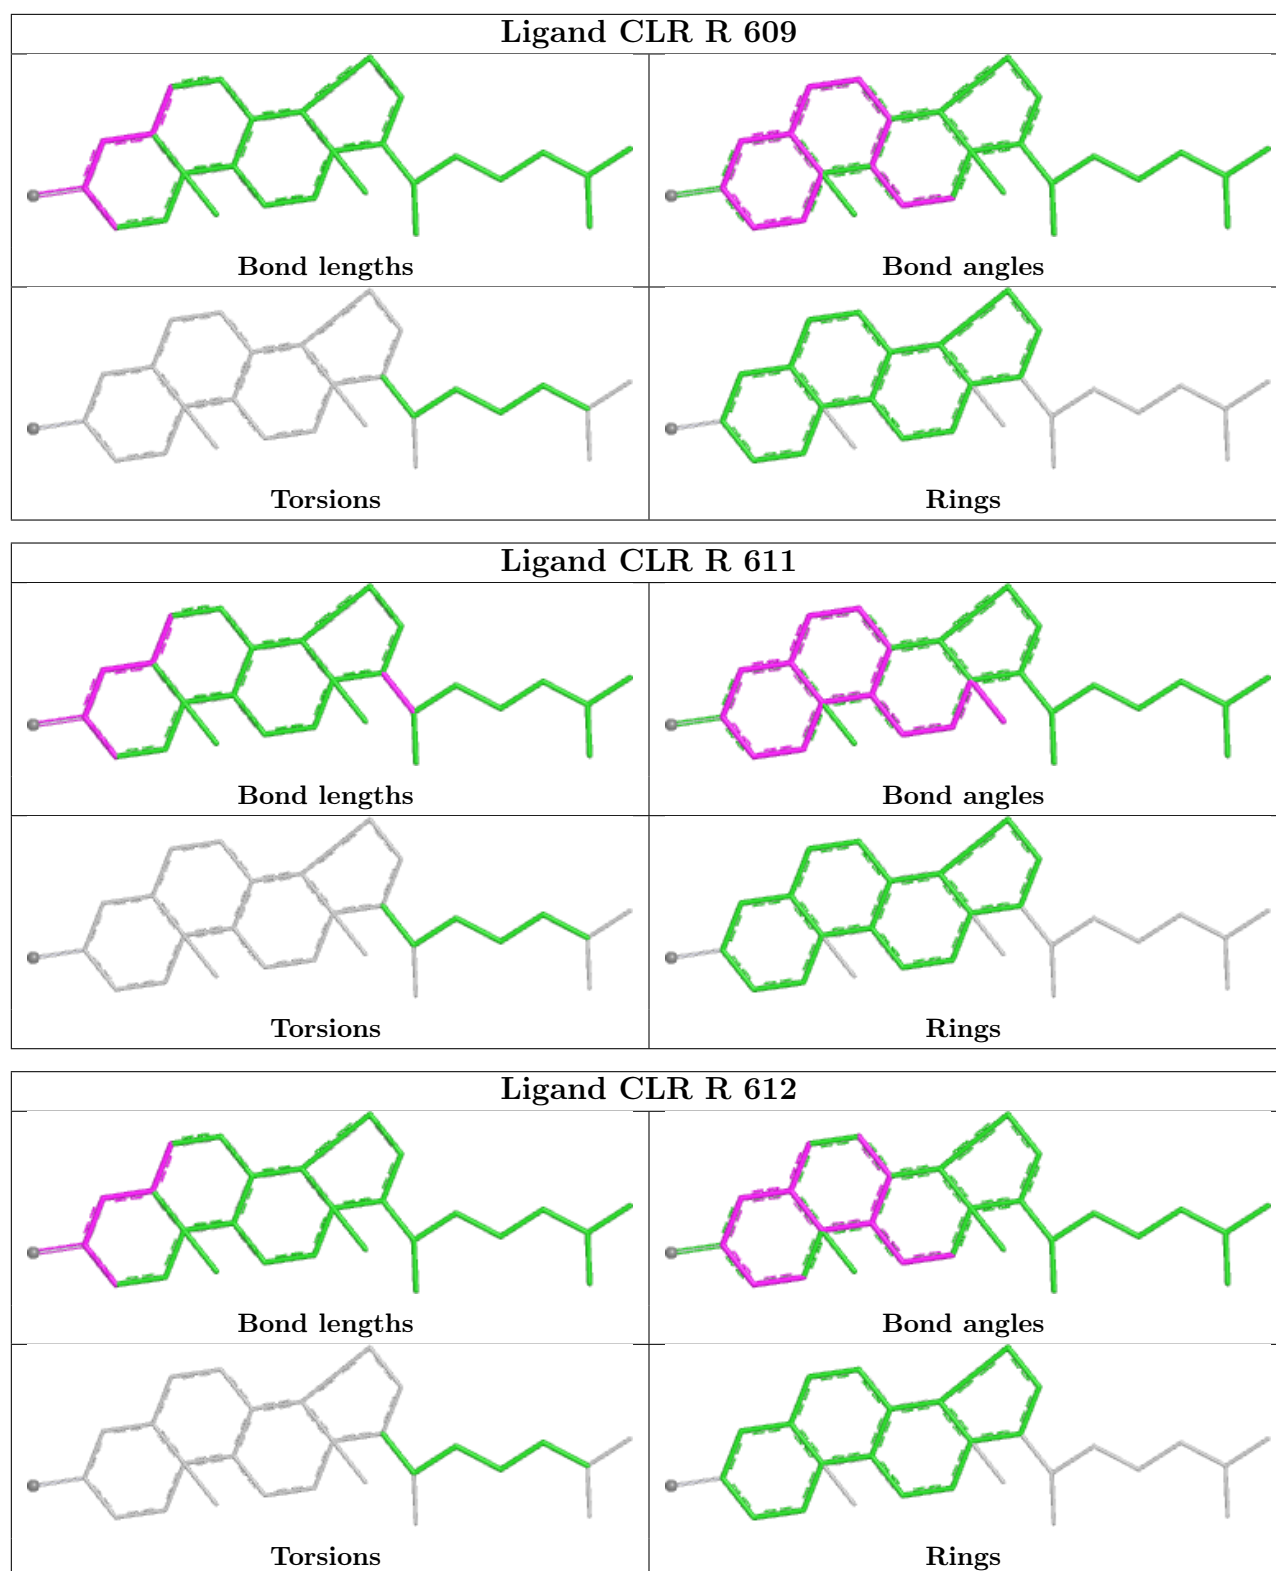 Ligand CLR R 609
Bond lengths
Bond angles
Torsions
Rings
Ligand CLR R 611
Bond lengths
Bond angles
Torsions
Rings
Ligand CLR R 612
Bond lengths
Bond angles
Torsions
Rings